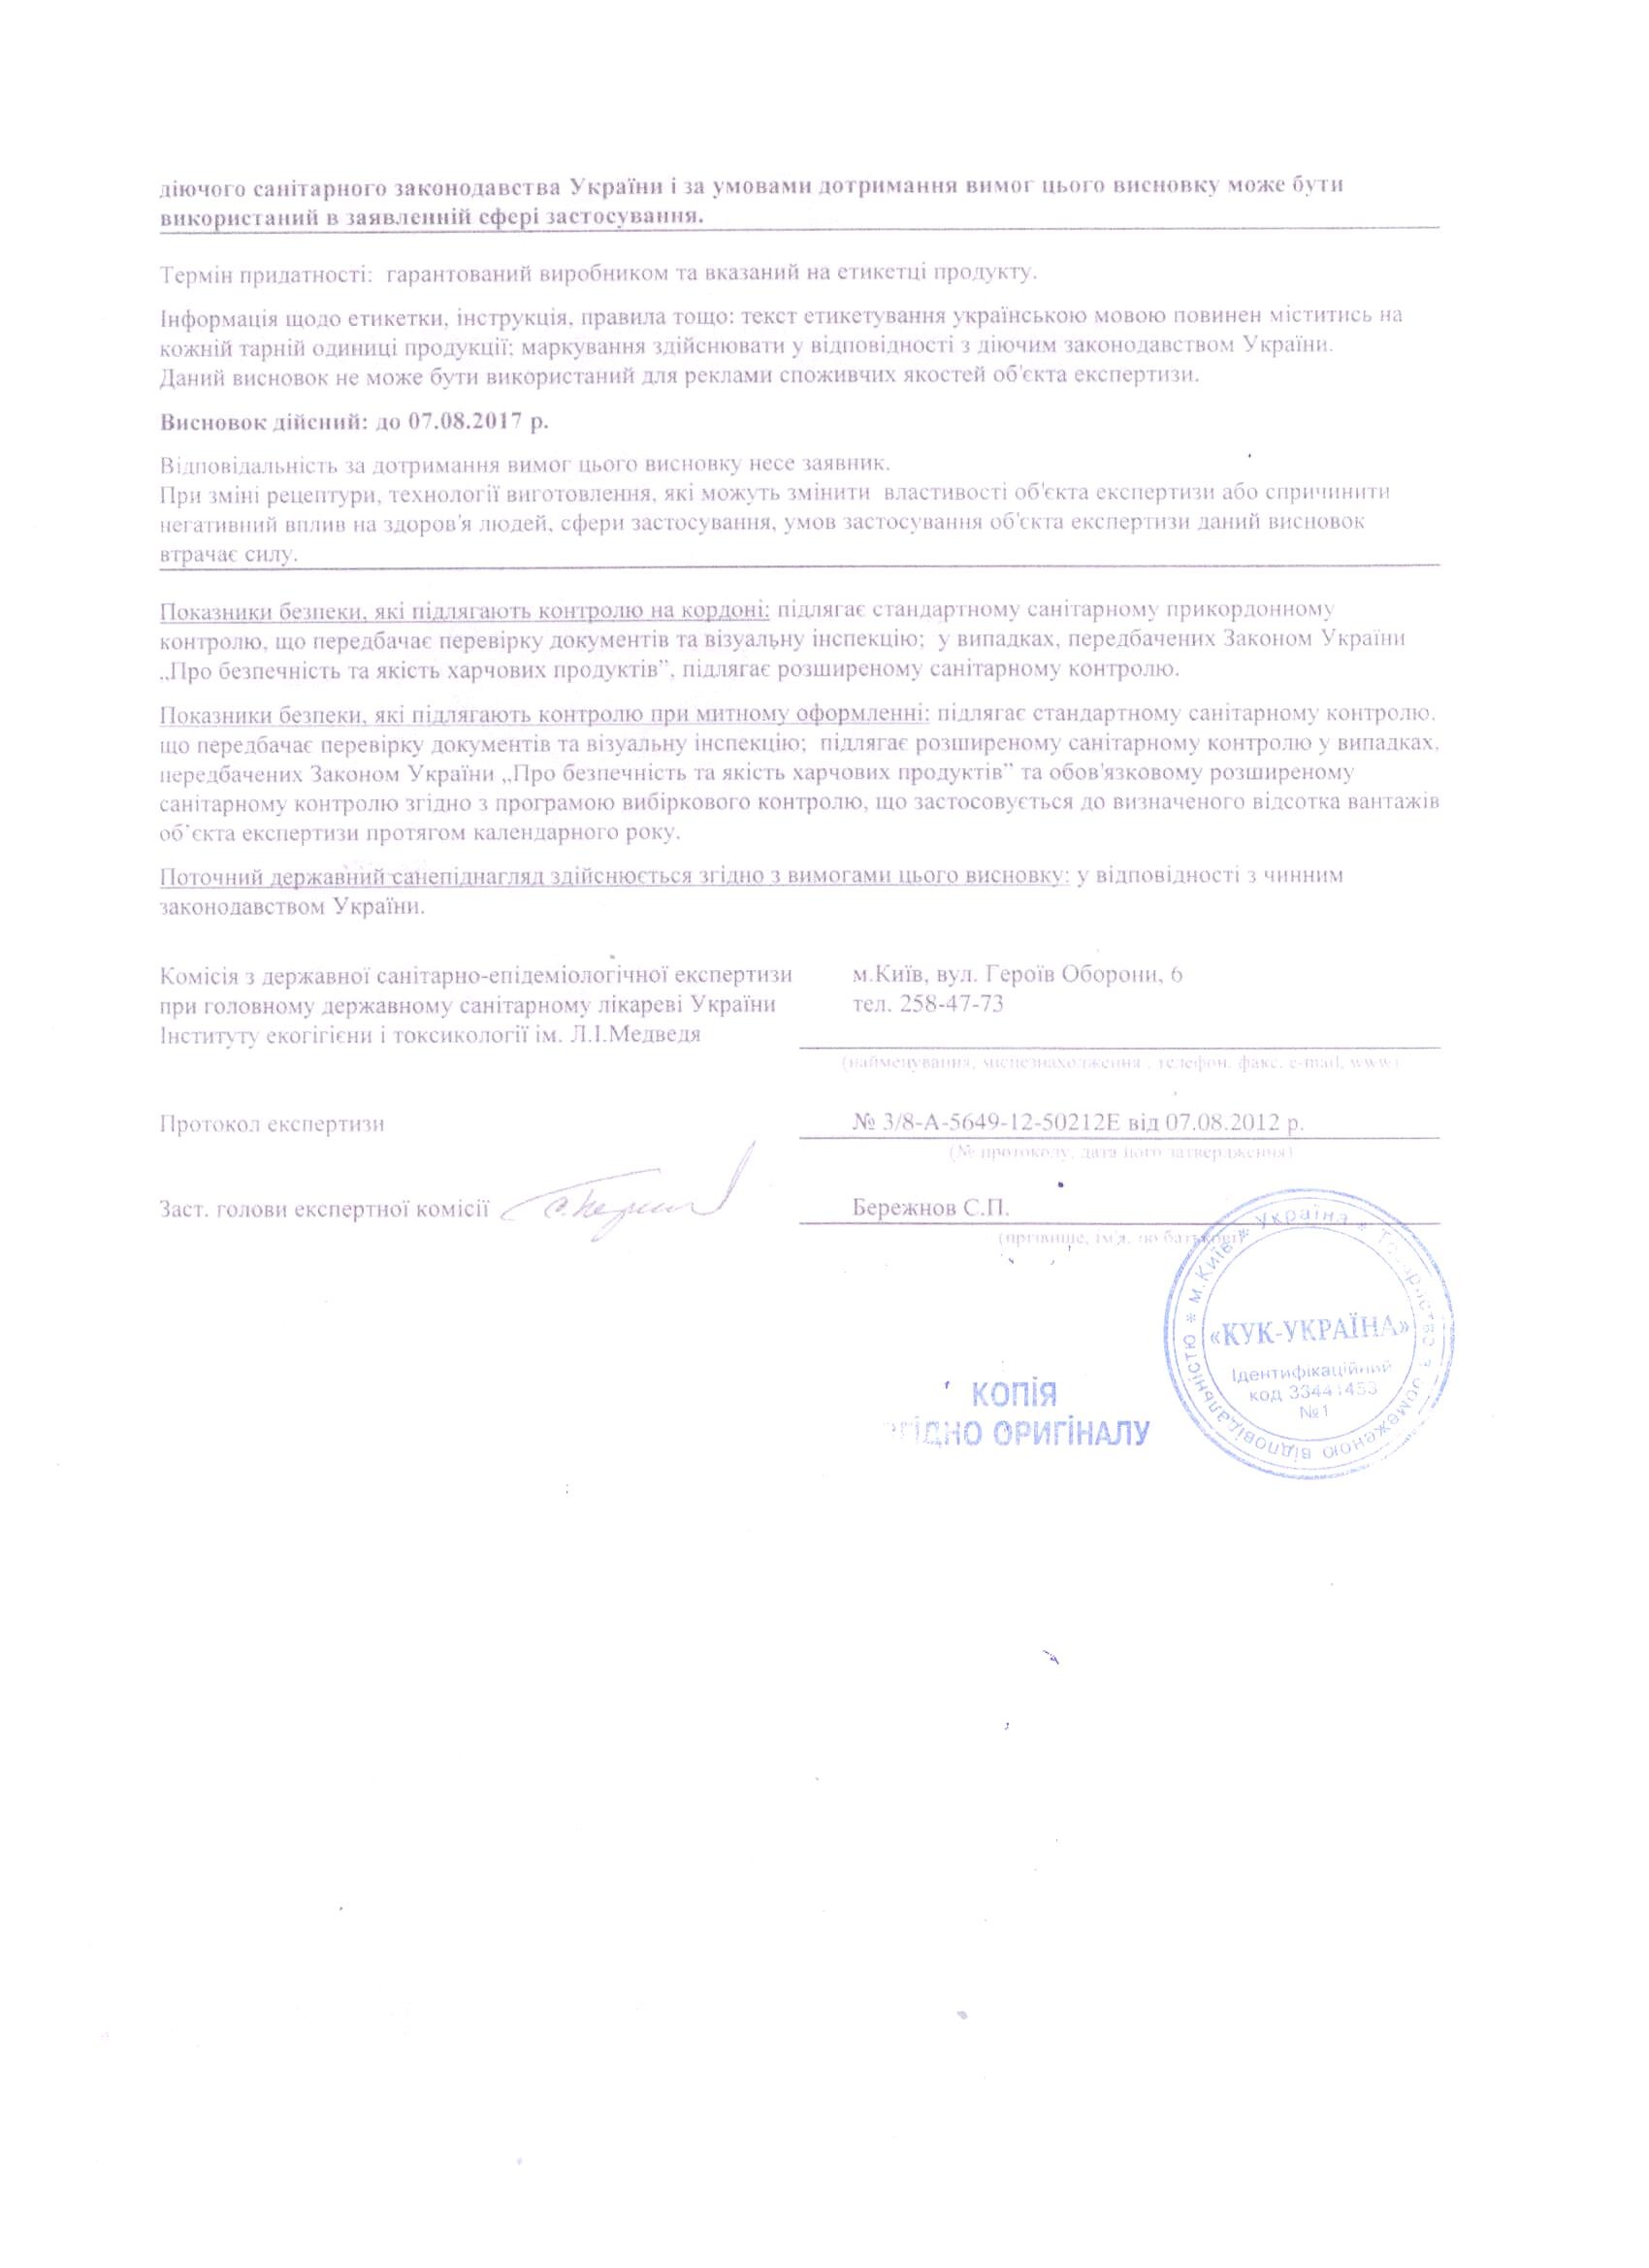 діючого санітарного законодавства України і за умовами дотримання вимог цього висновку може бути
використаний в заявленній сфері застосування.
Термін придатності: гарантований виробником та вказаний на етикетці продукту.
Інформація щодо етикетки, інструкція, правила тощо: текст етикетування українською мовою повинен міститись на
кожній тарній одиниці продукції; маркування здійснювати у відповідності з діючим законодавством України.
Даний висновок не може бути використаний для реклами споживчих якостей об'єкта експертизи.
Висновок дійсний: до 07.08.2017 р.
Відповідальність за дотримання вимог цього висновку несе заявник.
При зміні рецептури, технології виготовлення, які можуть змінити властивості об'єкта експертизи або спричинити
негативний вплив на здоров'я людей, сфери застосування, умов застосування об'єкта експертизи даний висновок
втрачає силу.
Показники безпеки, які підлягають контролю на кордоні: підлягає стандартному санітарному прикордонному
контролю, що передбачає перевірку документів та візуальну інспекцію; у випадках, передбачених Законом України
„Про безпечність та якість харчових продуктів”, підлягає розширеному санітарному контролю.
Показники безпеки, які підлягають контролю при митному оформленні: підлягає стандартному санітарному контролю,
що передбачає перевірку документів та візуальну інспекцію; підлягає розширеному санітарному контролю у випадках,
передбачених Законом України „Про безпечність та якість харчових продуктів” та обов'язковому розширеному
санітарному контролю згідно з програмою вибіркового контролю, що застосовується до визначеного відсотка вантажів
об'єкта експертизи протягом календарного року.
Поточний державний санепіднагляд здійснюється згідно з вимогами цього висновку: у відповідності з чинним
законодавством України.
Комісія з державної санітарно-епідеміологічної експертизи м.Київ, вул. Героїв Оборони, 6
при головному державному санітарному лікареві України тел. 258-47-73
Інституту екогігієни і токсикології ім. Л.І.Медведя
(найменування, місцезнаходження , телефон, факс, e-mail, www)
Протокол експертизи № 3/8-А-5649-12-50212Е від 07.08.2012 р.
(№ протоколу, дата його затвердження)
Заст. голови експертної комісії Бережнов С.П.
(прізвище, ім'я, по батькові)
м.Київ * Україна * Товариство з обмеженою відповідальністю *
«КУК-УКРАЇНА»
Ідентифікаційний
код 33441453
№1
КОПІЯ
ЗГІДНО ОРИГІНАЛУ